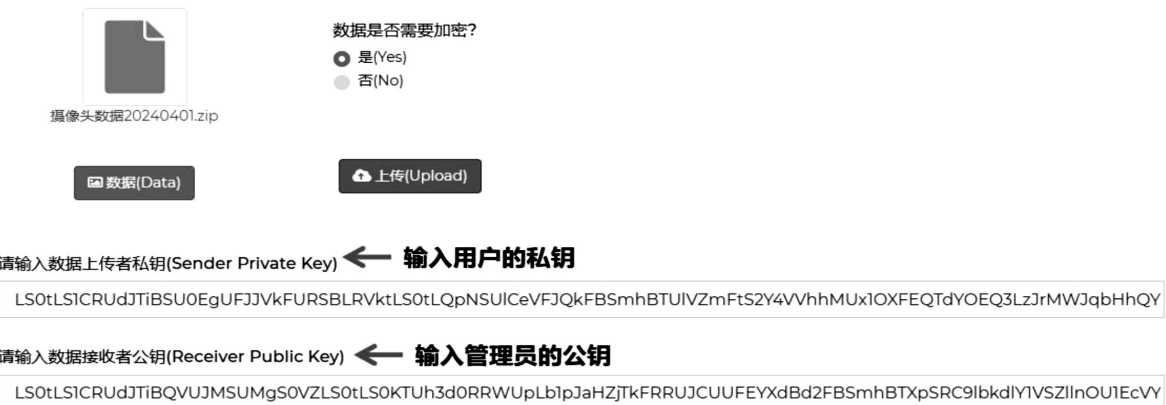 数据是否需要加密?
是(Yes)
否(No)
摄像头数据20240401.zip
数据(Data)
上传(Upload)
请输入数据上传者私钥(Sender Private Key)
输入用户的私钥
LS0tLS1CRUdJTiBSU0EgUFJJVkFURSBLRVktLS0tLQpNSUlCeVFJQkFBSmhBTUlVZmFtS2Y4VVhhMUx1OXFEQTdYOEQ3LzJrMWJqbHhQY
请输入数据接收者公钥(Receiver Public Key)
输入管理员的公钥
LS0tLS1CRUdJTiBQVUJMSUMgS0VZLS0tLS0KTUh3d0RRWUpLb1pJaHZjTkFRRUJCUUFEYXdBd2FBSmhBTXpSRC9lbkdlY1VSZllnOU1EcVY